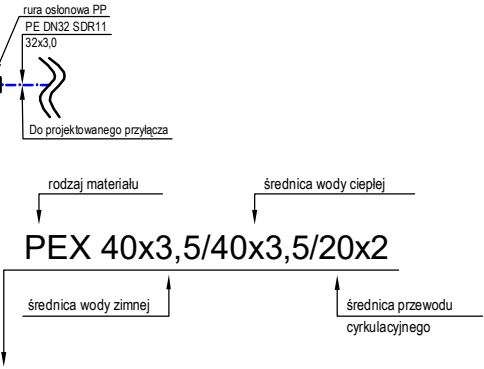 rura osłonowa PP
PE DN32 SDR11
32x3,0
Do projektowanego przyłącza
rodzaj materiału
średnica wody ciepłej
PEX 40x3,5/40x3,5/20x2
średnica wody zimnej
średnica przewodu
cyrkulacyjnego